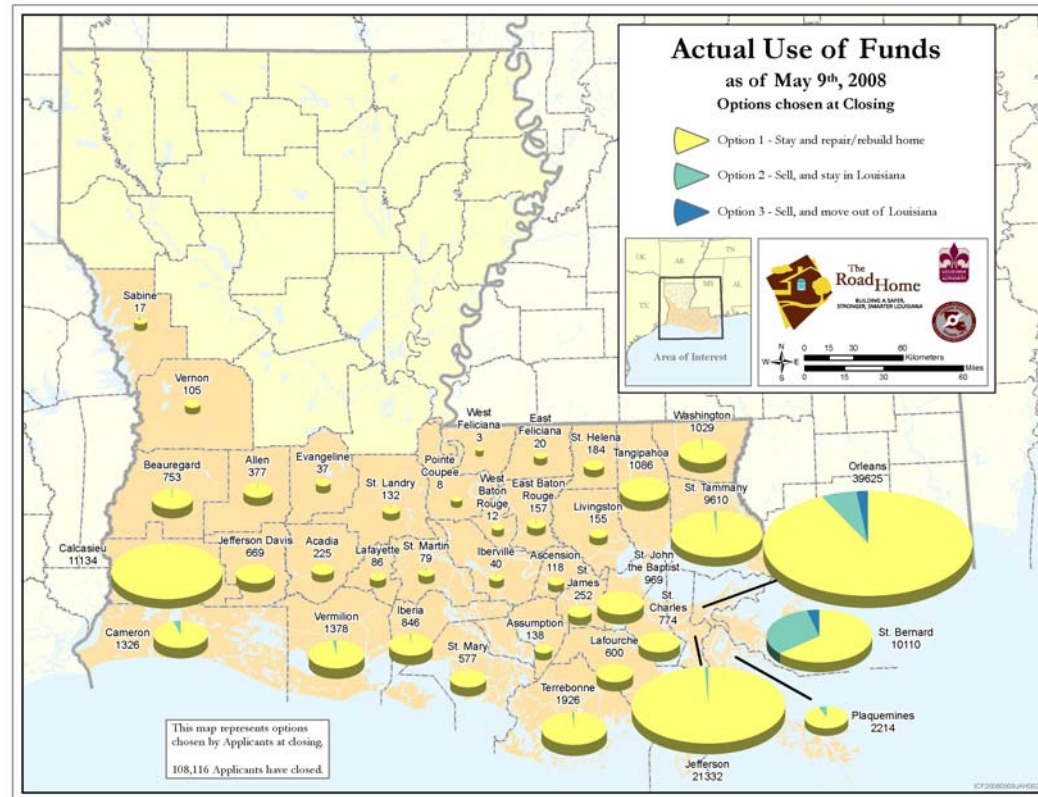 Actual Use of Funds
as of May 9th, 2008
Options chosen at Closing
Option 1 - Stay and repair/rebuild home
Option 2 - Sell, and stay in Louisiana
Option 3 - Sell, and move out of Louisiana
OK
AR
TN
MS
AL
TX
LA
Area of Interest
The
Road
Home
BUILDING A SAFER,
STRONGER, SMARTER LOUISIANA
LOUISIANA
RECOVERY
AUTHORITY
N
W
E
S
0 15 30 60
Kilometers
0 15 30 60
Miles
Sabine
17
Vernon
105
West
Feliciana
3
East
Feliciana
20
St. Helena
184
Washington
1029
Tangipahoa
1086
Beauregard
753
Allen
377
Evangeline
37
Pointe
Coupee
8
St. Landry
132
West
Baton
Rouge
12
East Baton
Rouge
157
Livingston
155
St. Tammany
9610
Orleans
39625
Calcasieu
11134
Jefferson Davis
669
Acadia
225
Lafayette
86
St. Martin
79
Iberville
40
Ascension
118
St.
James
252
St. John
the Baptist
969
St.
Charles
774
Cameron
1326
Vermilion
1378
Iberia
846
St. Mary
577
Assumption
138
Lafourche
600
St. Bernard
10110
Terrebonne
1926
Jefferson
21332
Plaquemines
2214
This map represents options
chosen by Applicants at closing.
108,116 Applicants have closed.